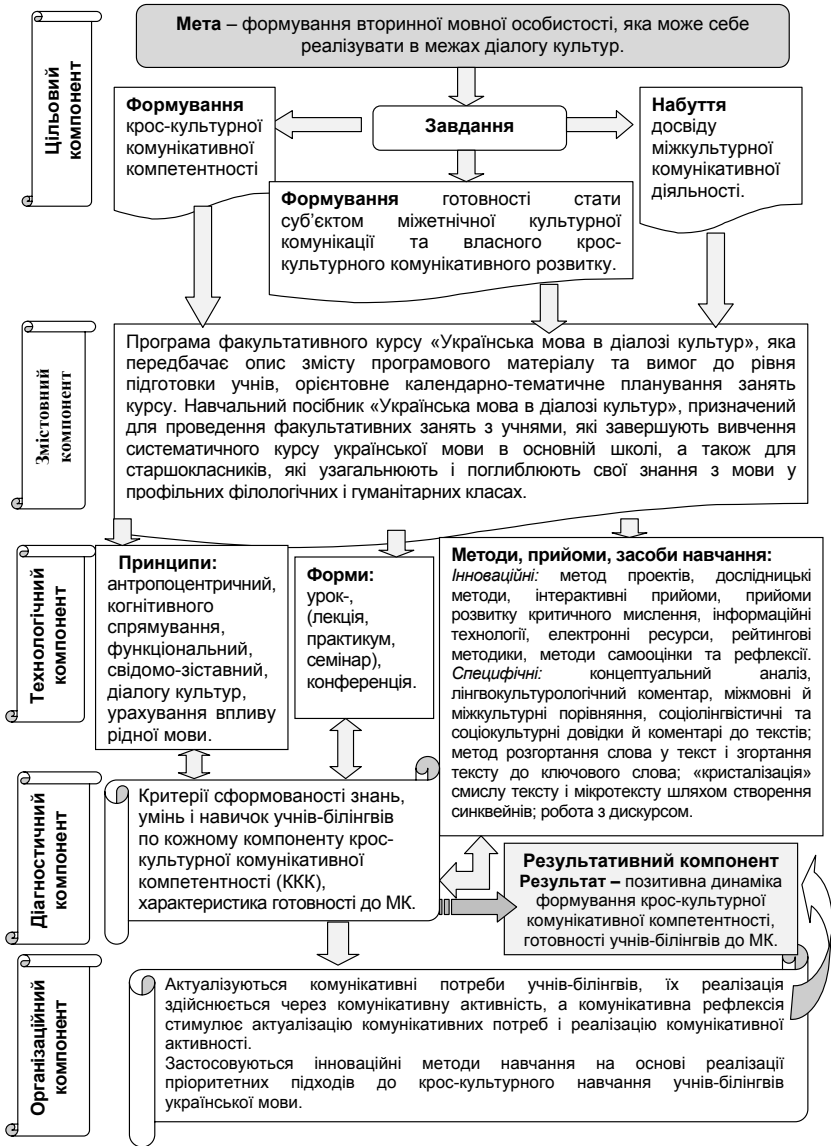 Цільовий
компонент
Мета – формування вторинної мовної особистості, яка може себе
реалізувати в межах діалогу культур.
Формування
крос-культурної
комунікативної
компетентності
Завдання
Набуття
досвіду
міжкультурної
комунікативної
діяльності.
Формування готовності стати
суб’єктом міжетнічної культурної
комунікації та власного крос-
культурного комунікативного розвитку.
Змістовний
компонент
Програма факультативного курсу «Українська мова в діалозі культур», яка
передбачає опис змісту програмового матеріалу та вимог до рівня
підготовки учнів, орієнтовне календарно-тематичне планування занять
курсу. Навчальний посібник «Українська мова в діалозі культур», призначений
для проведення факультативних занять з учнями, які завершують вивчення
систематичного курсу української мови в основній школі, а також для
старшокласників, які узагальнюють і поглиблюють свої знання з мови у
профільних філологічних і гуманітарних класах.
Технологічний
компонент
Принципи:
антропоцентричний,
когнітивного
спрямування,
функціональний,
свідомо-зіставний,
діалогу культур,
урахування впливу
рідної мови.
Форми:
урок-,
(лекція,
практикум,
семінар),
конференція.
Методи, прийоми, засоби навчання:
Інноваційні: метод проектів, дослідницькі
методи, інтерактивні прийоми, прийоми
розвитку критичного мислення, інформаційні
технології, електронні ресурси, рейтингові
методики, методи самооцінки та рефлексії.
Специфічні: концептуальний аналіз,
лінгвокультурологічний коментар, міжмовні й
міжкультурні порівняння, соціолінгвістичні та
соціокультурні довідки й коментарі до текстів;
метод розгортання слова у текст і згортання
тексту до ключового слова; «кристалізація»
смислу тексту і мікротексту шляхом створення
синквейнів; робота з дискурсом.
Діагностичний
компонент
Критерії сформованості знань,
умінь і навичок учнів-білінгвів
по кожному компоненту крос-
культурної комунікативної
компетентності (ККК),
характеристика готовності до МК.
Результативний компонент
Результат – позитивна динаміка
формування крос-культурної
комунікативної компетентності,
готовності учнів-білінгвів до МК.
Організаційний
компонент
Актуалізуються комунікативні потреби учнів-білінгвів, їх реалізація
здійснюється через комунікативну активність, а комунікативна рефлексія
стимулює актуалізацію комунікативних потреб і реалізацію комунікативної
активності.
Застосовуються інноваційні методи навчання на основі реалізації
пріоритетних підходів до крос-культурного навчання учнів-білінгвів
української мови.